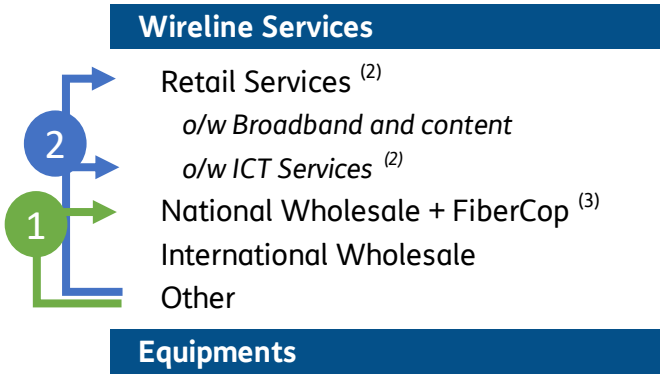 Wireline Services
Retail Services (2)
o/w Broadband and content
2
o/w ICT Services (2)
National Wholesale + FiberCop (3)
1
International Wholesale
Other
Equipments